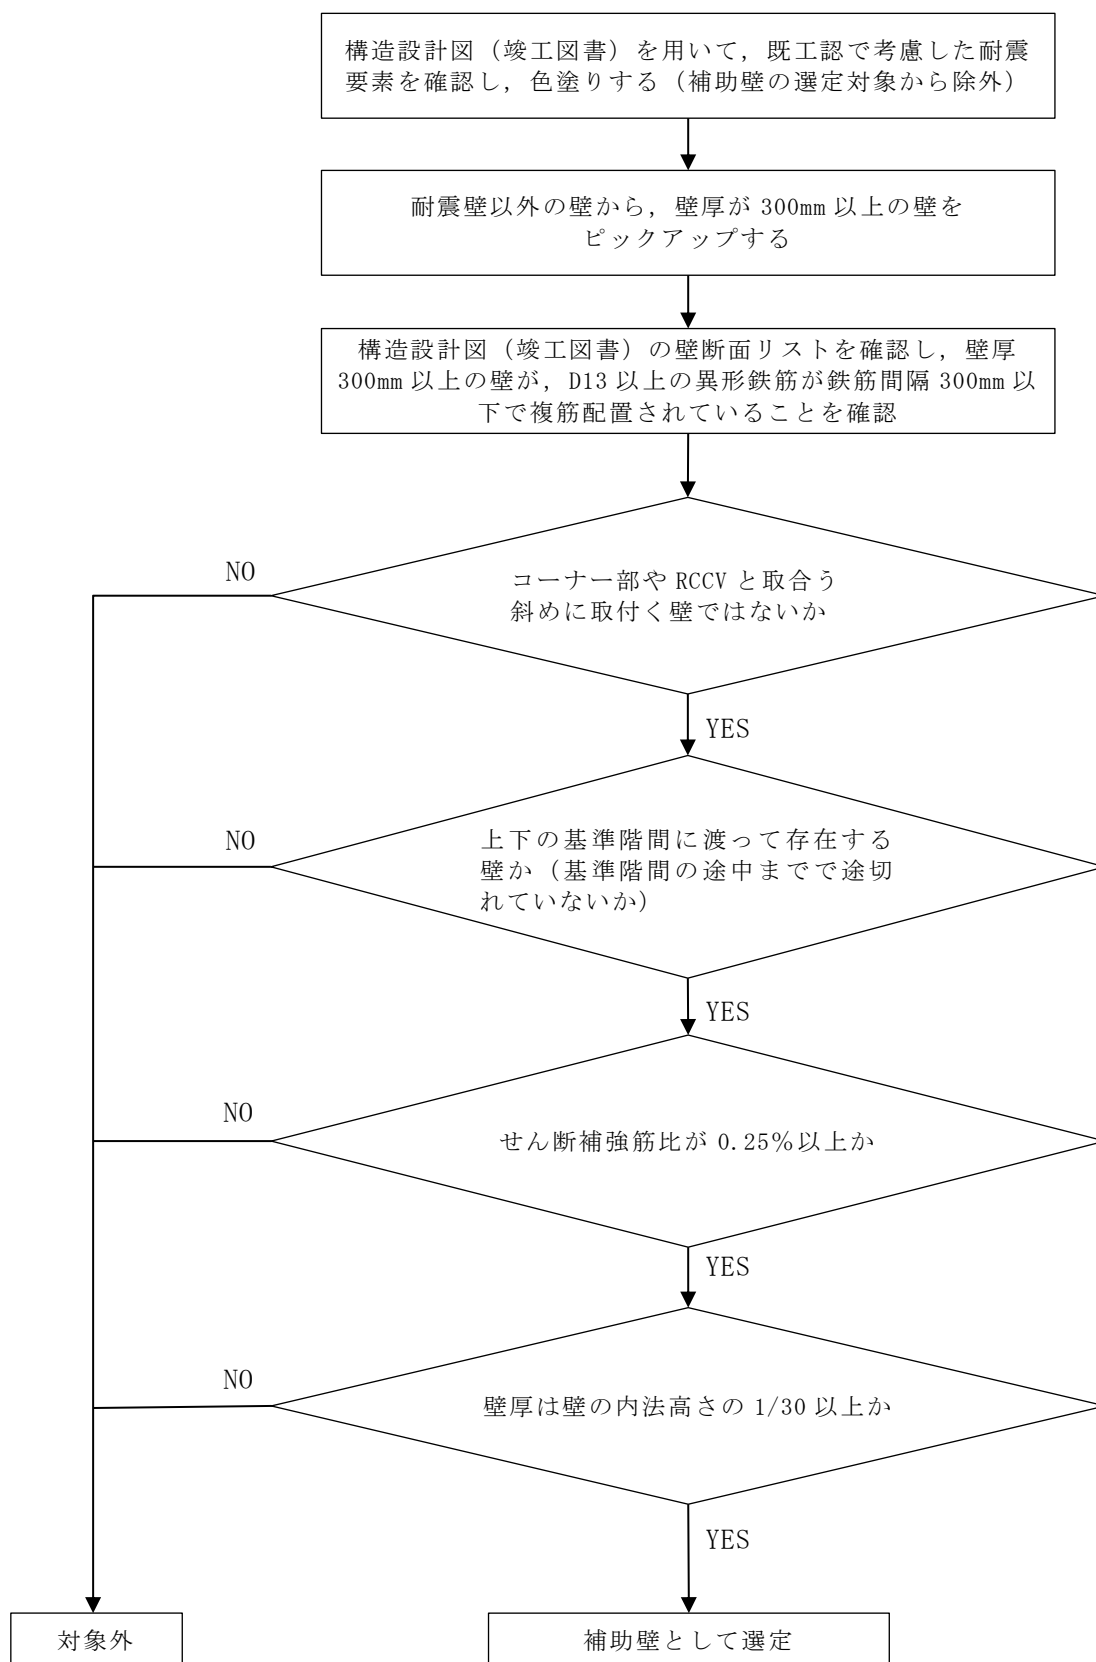 構造設計図（竣工図書）を用いて，既工認で考慮した耐震
要素を確認し，色塗りする（補助壁の選定対象から除外）
耐震壁以外の壁から，壁厚が 300mm 以上の壁を
ピックアップする
構造設計図（竣工図書）の壁断面リストを確認し，壁厚
300mm 以上の壁が，D13 以上の異形鉄筋が鉄筋間隔 300mm 以
下で複筋配置されていることを確認
NO
コーナー部や RCCV と取合う
斜めに取付く壁ではないか
YES
NO
上下の基準階間に渡って存在する
壁か（基準階間の途中までで途切
れていないか）
YES
NO
せん断補強筋比が 0.25％以上か
YES
NO
壁厚は壁の内法高さの 1/30 以上か
YES
対象外
補助壁として選定